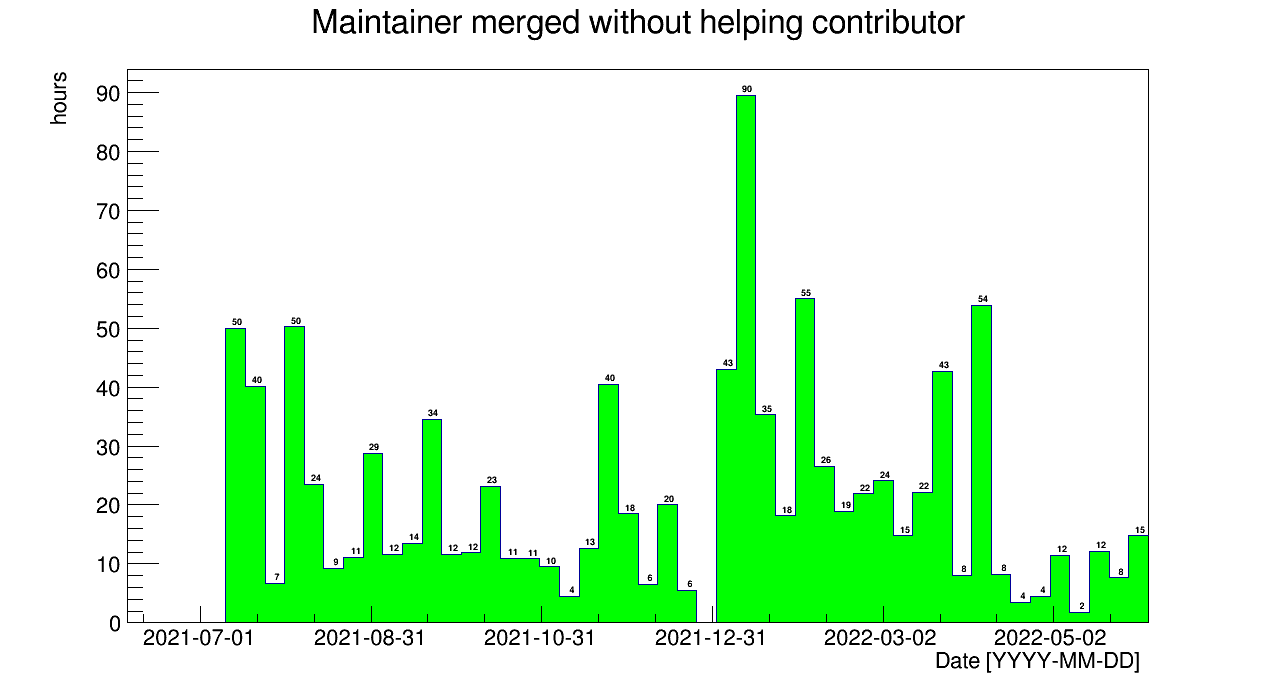 Maintainer merged without helping contributor
hours
90
80
70
60
50
40
30
20
10
0
50 40 7 50 24 9 11 29 12 14 34 12 12 23 11 11 10 4 13 40 18 6 20 6 43 90 35 18 55 26 19 22 24 15 22 43 8 54 8 4 4 12 2 12 8 15
2021-07-01 2021-08-31 2021-10-31 2021-12-31 2022-03-02 2022-05-02
Date [YYYY-MM-DD]